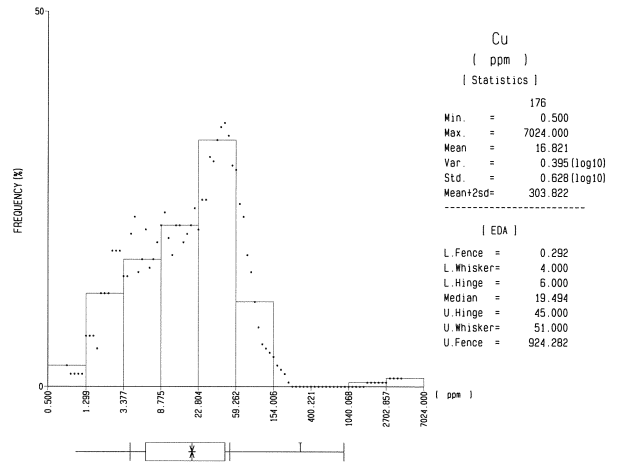 50
FREQUENCY (%)
0
0.500
1.299
3.377
8.775
22.804
59.262
154.006
400.221
1040.068
2702.857
7024.000
( ppm )
Cu
( ppm )
[ Statistics ]
176
Min. = 0.500
Max. = 7024.000
Mean = 16.821
Var. = 0.395 (log10)
Std. = 0.628 (log10)
Mean+2sd= 303.822
[ EDA ]
L.Fence = 0.292
L.Whisker= 4.000
L.Hinge = 6.000
Median = 19.494
U.Hinge = 45.000
U.Whisker= 51.000
U.Fence = 924.282